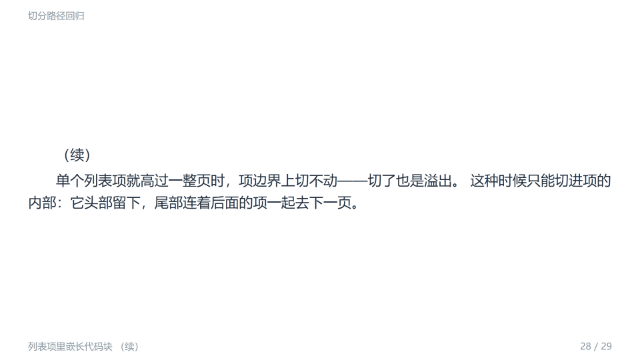 切分路径回归
（续）
单个列表项就高过一整页时，项边界上切不动——切了也是溢出。 这种时候只能切进项的
内部：它头部留下，尾部连着后面的项一起去下一页。
列表项里嵌长代码块 （续）
28 / 29